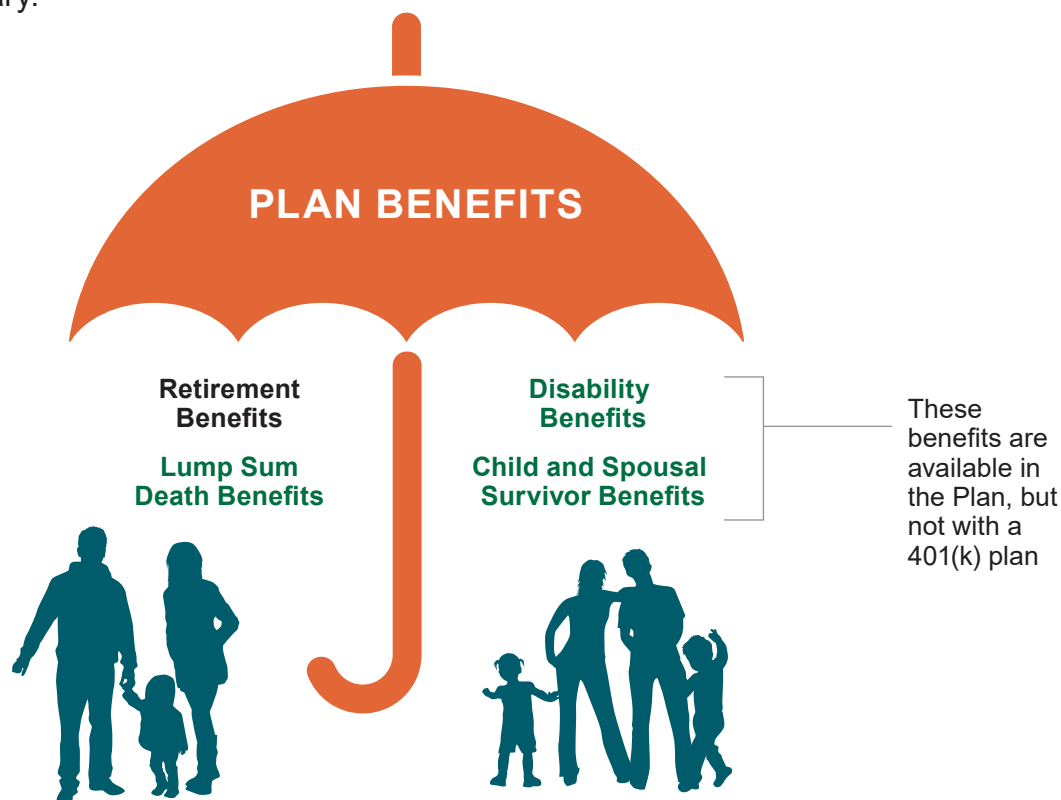 PLAN BENEFITS
Retirement
Benefits
Lump Sum
Death Benefits
Disability
Benefits
Child and Spousal
Survivor Benefits
These
benefits are
available in
the Plan, but
not with a
401(k) plan